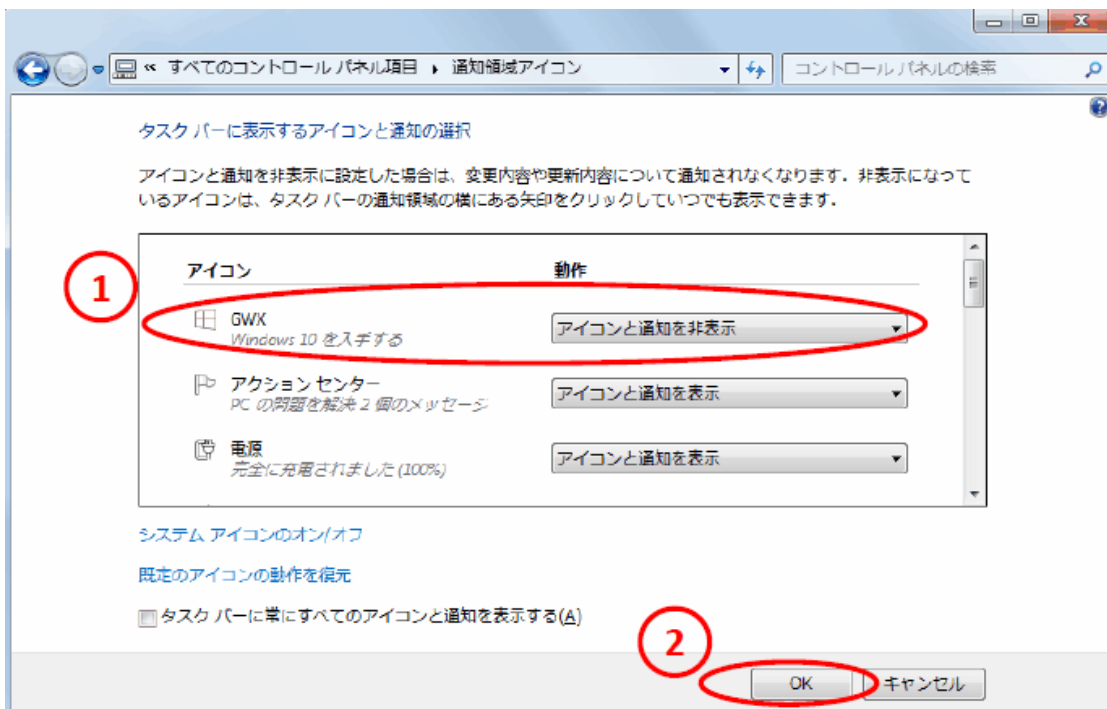 « すべてのコントロール パネル項目 ▸ 通知領域アイコン
コントロール パネルの検索
タスク バーに表示するアイコンと通知の選択
アイコンと通知を非表示に設定した場合は、変更内容や更新内容について通知されなくなります。非表示になって
いるアイコンは、タスク バーの通知領域の横にある矢印をクリックしていつでも表示できます。
アイコン 動作
1
GWX アイコンと通知を非表示
Windows 10 を入手する
アクション センター アイコンと通知を表示
PC の問題を解決 2 個のメッセージ
電源 アイコンと通知を表示
完全に充電されました (100%)
システム アイコンのオン/オフ
既定のアイコンの動作を復元
タスク バーに常にすべてのアイコンと通知を表示する(A)
2
OK キャンセル